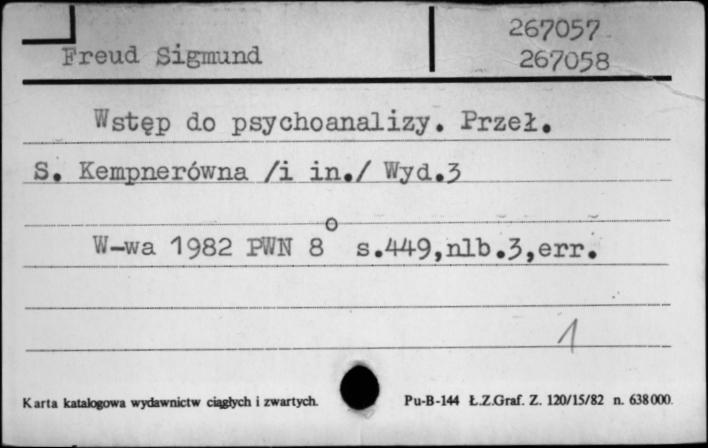 267057
Freud Sigmund 267058
Wstęp do psychoanalizy. Przeł.
S. Kempnerówna /i in./ Wyd.3
W-wa 1982 PWN 8° s.449,nlb.3,err.
1
Karta katalogowa wydawnictw ciągłych i zwartych. Pu-B-144 Ł.Z.Graf. Z. 120/15/82 n. 638000.